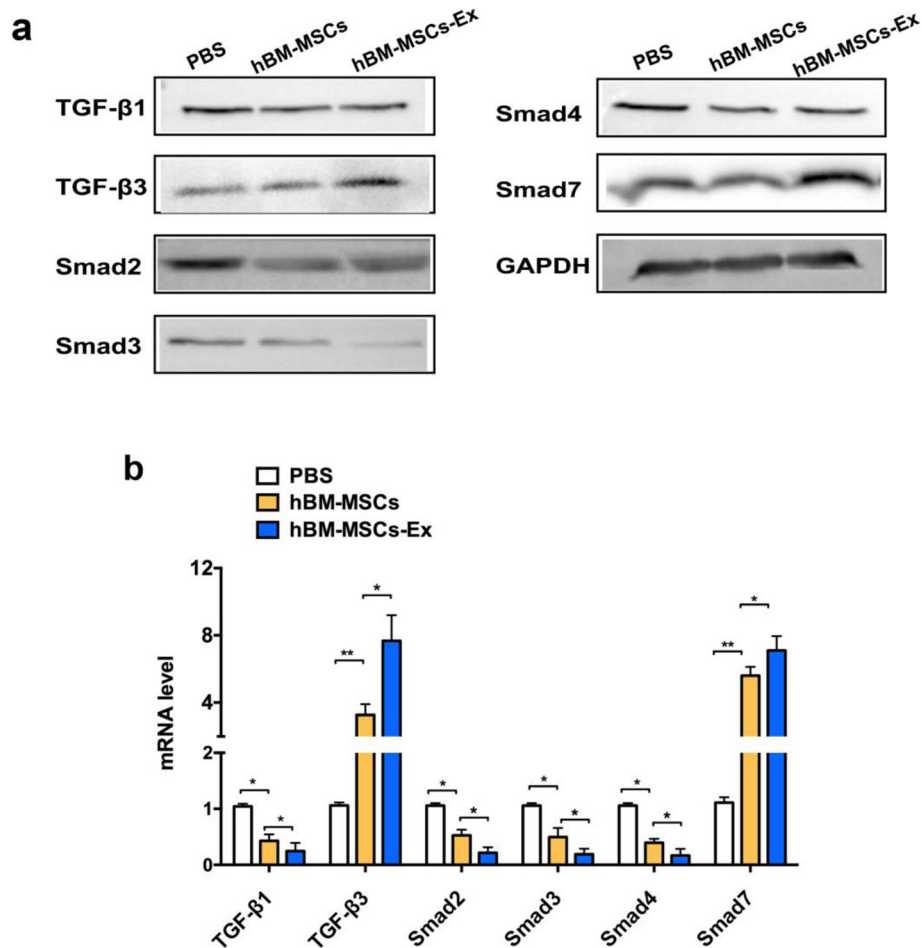 a
PBS
hBM-MSCs
hBM-MSCs-Ex
TGF-β1
TGF-β3
Smad2
Smad3
PBS
hBM-MSCs
hBM-MSCs-Ex
Smad4
Smad7
GAPDH
b
PBS
hBM-MSCs
hBM-MSCs-Ex
mRNA level
12
8
4
2
1
0
* * ** * * * * * * * ** *
TGF-β1 TGF-β3 Smad2 Smad3 Smad4 Smad7